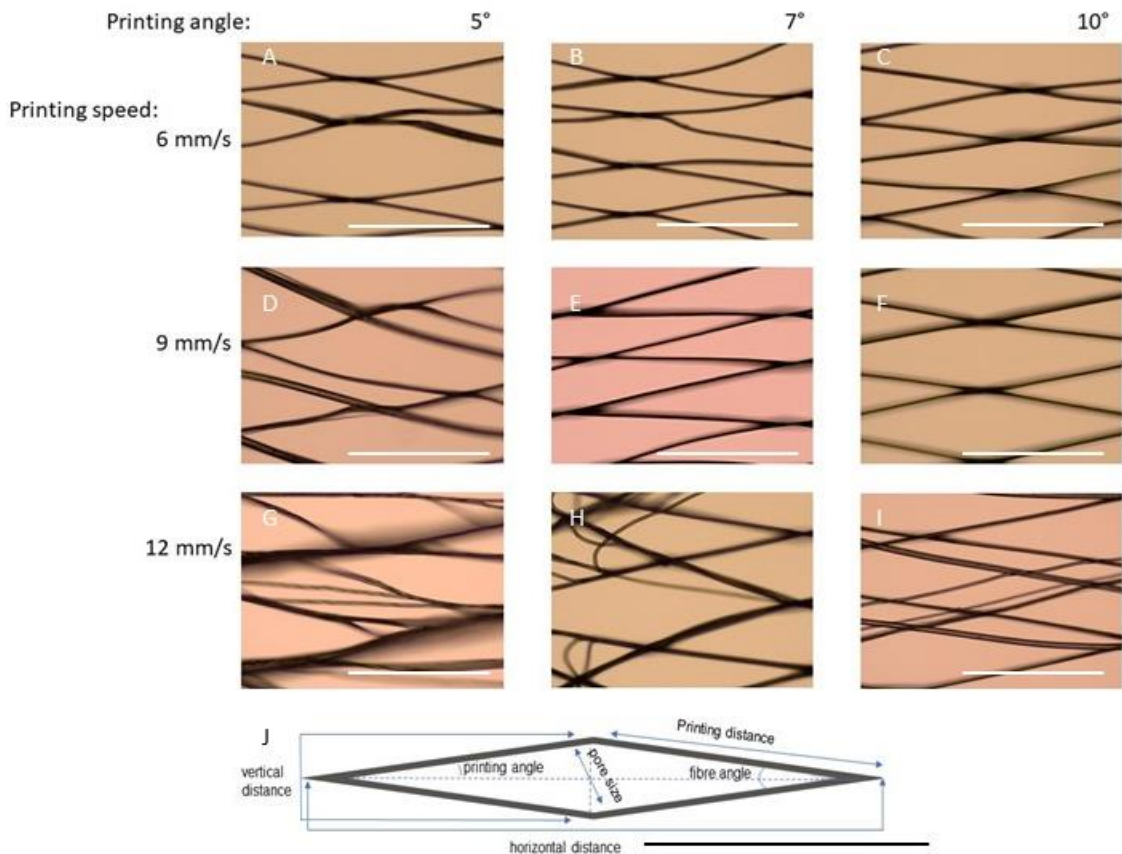 Printing angle: 5° 7° 10°
A B C
Printing speed:
6 mm/s
D E F
9 mm/s
G H I
12 mm/s
J
Printing distance
vertical
distance
printing angle
pore size
fibre angle
horizontal distance